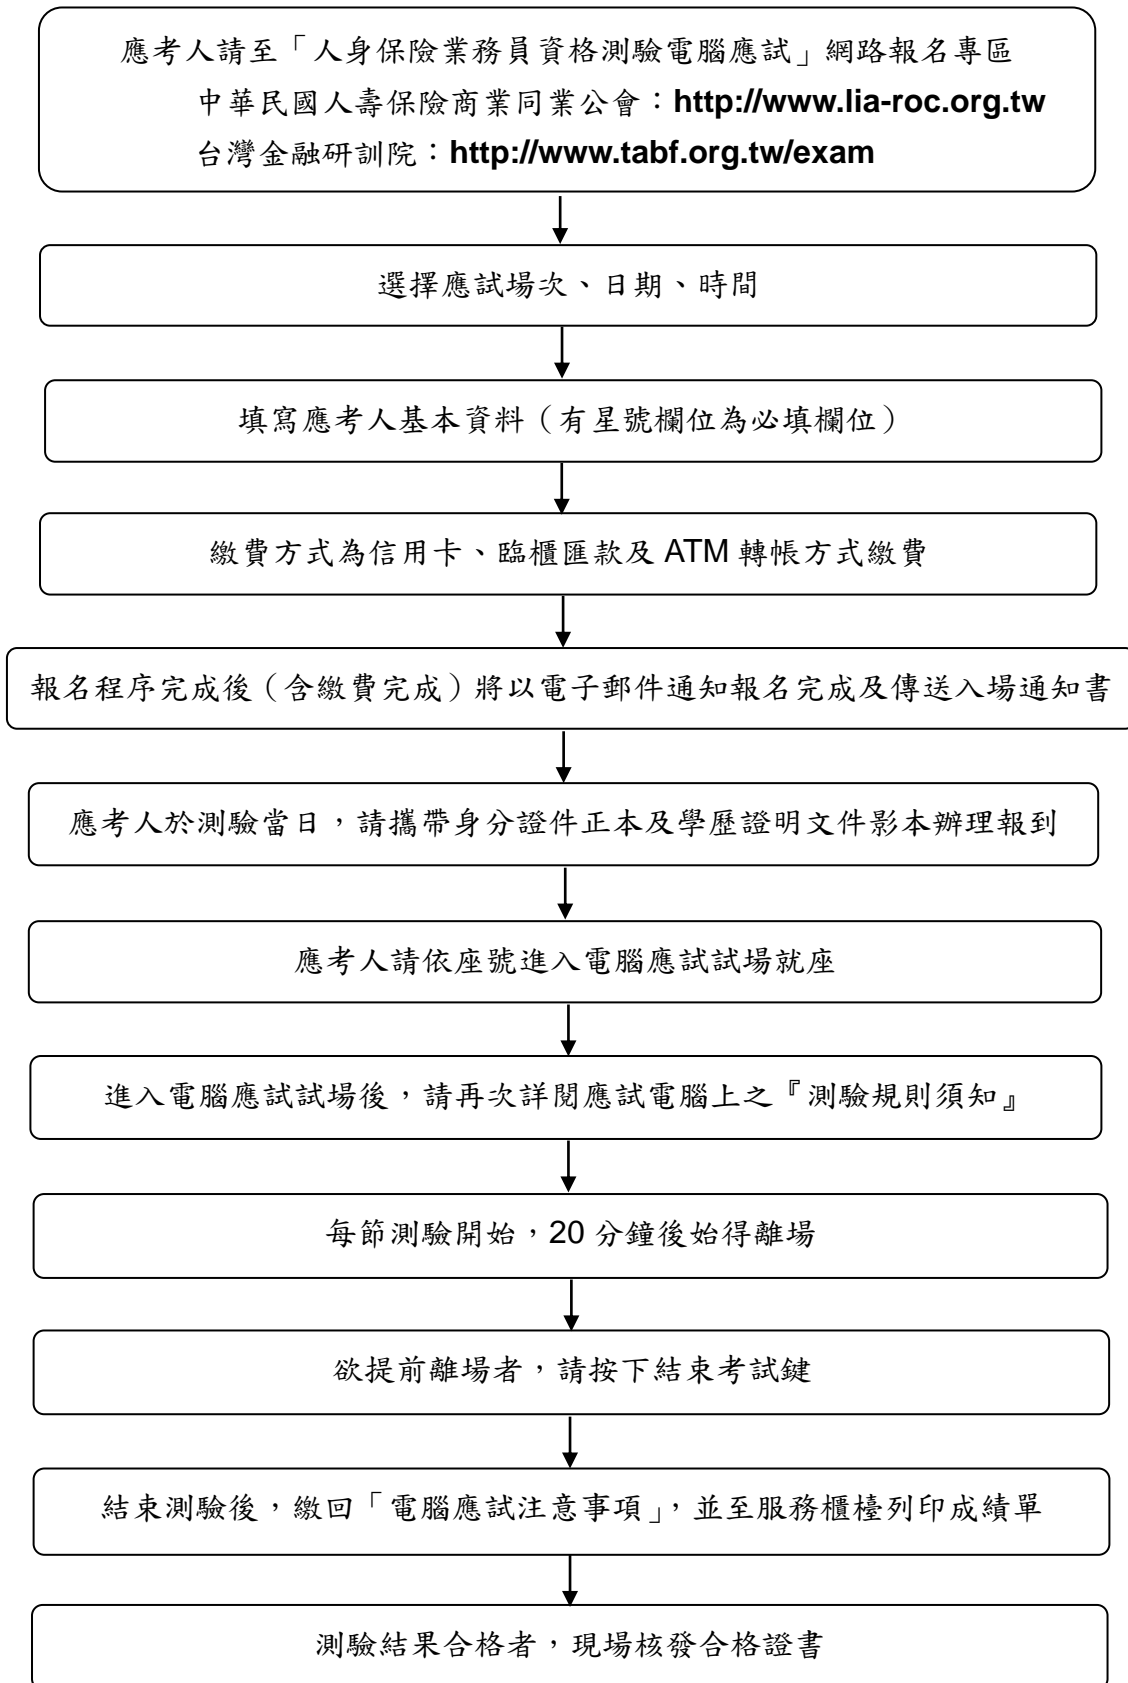 應考人請至「人身保險業務員資格測驗電腦應試」網路報名專區
中華民國人壽保險商業同業公會：http://www.lia-roc.org.tw
台灣金融研訓院：http://www.tabf.org.tw/exam
選擇應試場次、日期、時間
填寫應考人基本資料（有星號欄位為必填欄位）
繳費方式為信用卡、臨櫃匯款及 ATM 轉帳方式繳費
報名程序完成後（含繳費完成）將以電子郵件通知報名完成及傳送入場通知書
應考人於測驗當日，請攜帶身分證件正本及學歷證明文件影本辦理報到
應考人請依座號進入電腦應試試場就座
進入電腦應試試場後，請再次詳閱應試電腦上之『測驗規則須知』
每節測驗開始，20 分鐘後始得離場
欲提前離場者，請按下結束考試鍵
結束測驗後，繳回「電腦應試注意事項」，並至服務櫃檯列印成績單
測驗結果合格者，現場核發合格證書